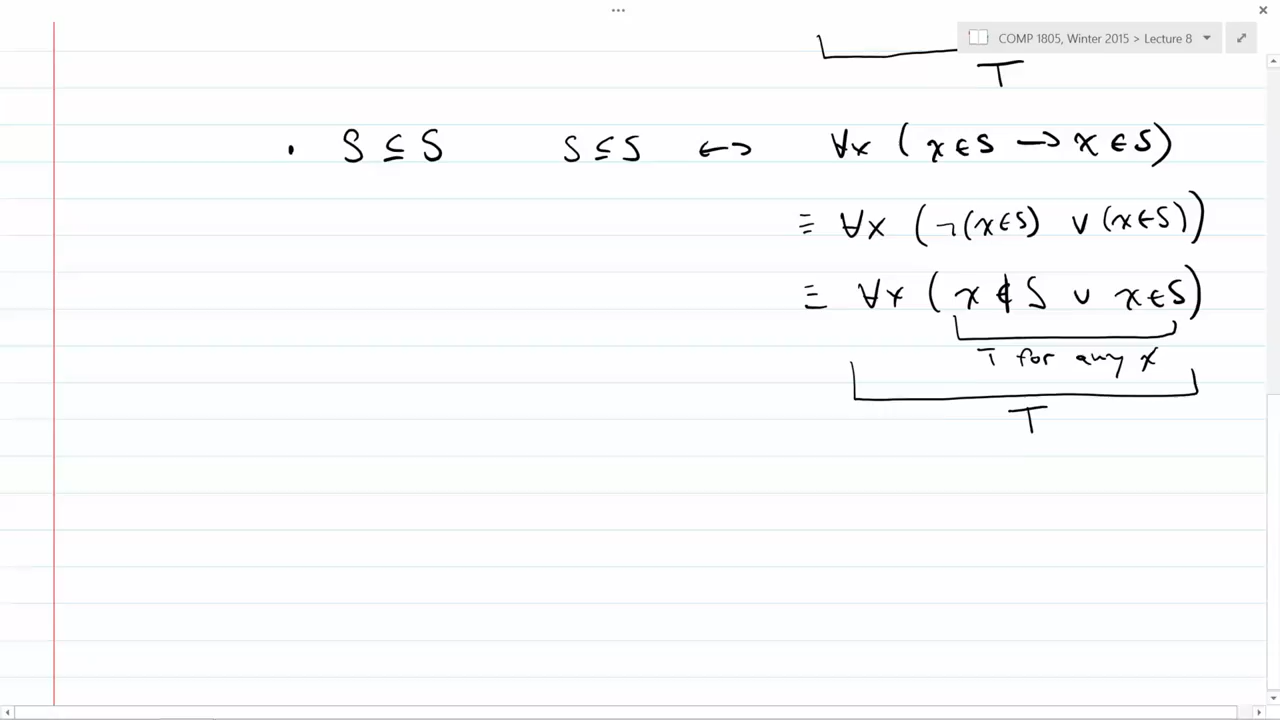 COMP 1805, Winter 2015 > Lecture 8
T
• S ⊆ S   S ⊆ S ↔ ∀x ( x ∈ S → x ∈ S )
≡ ∀x ( ¬(x ∈ S) ∨ (x ∈ S) )
≡ ∀x ( x ∉ S ∨ x ∈ S )
T for any x
T